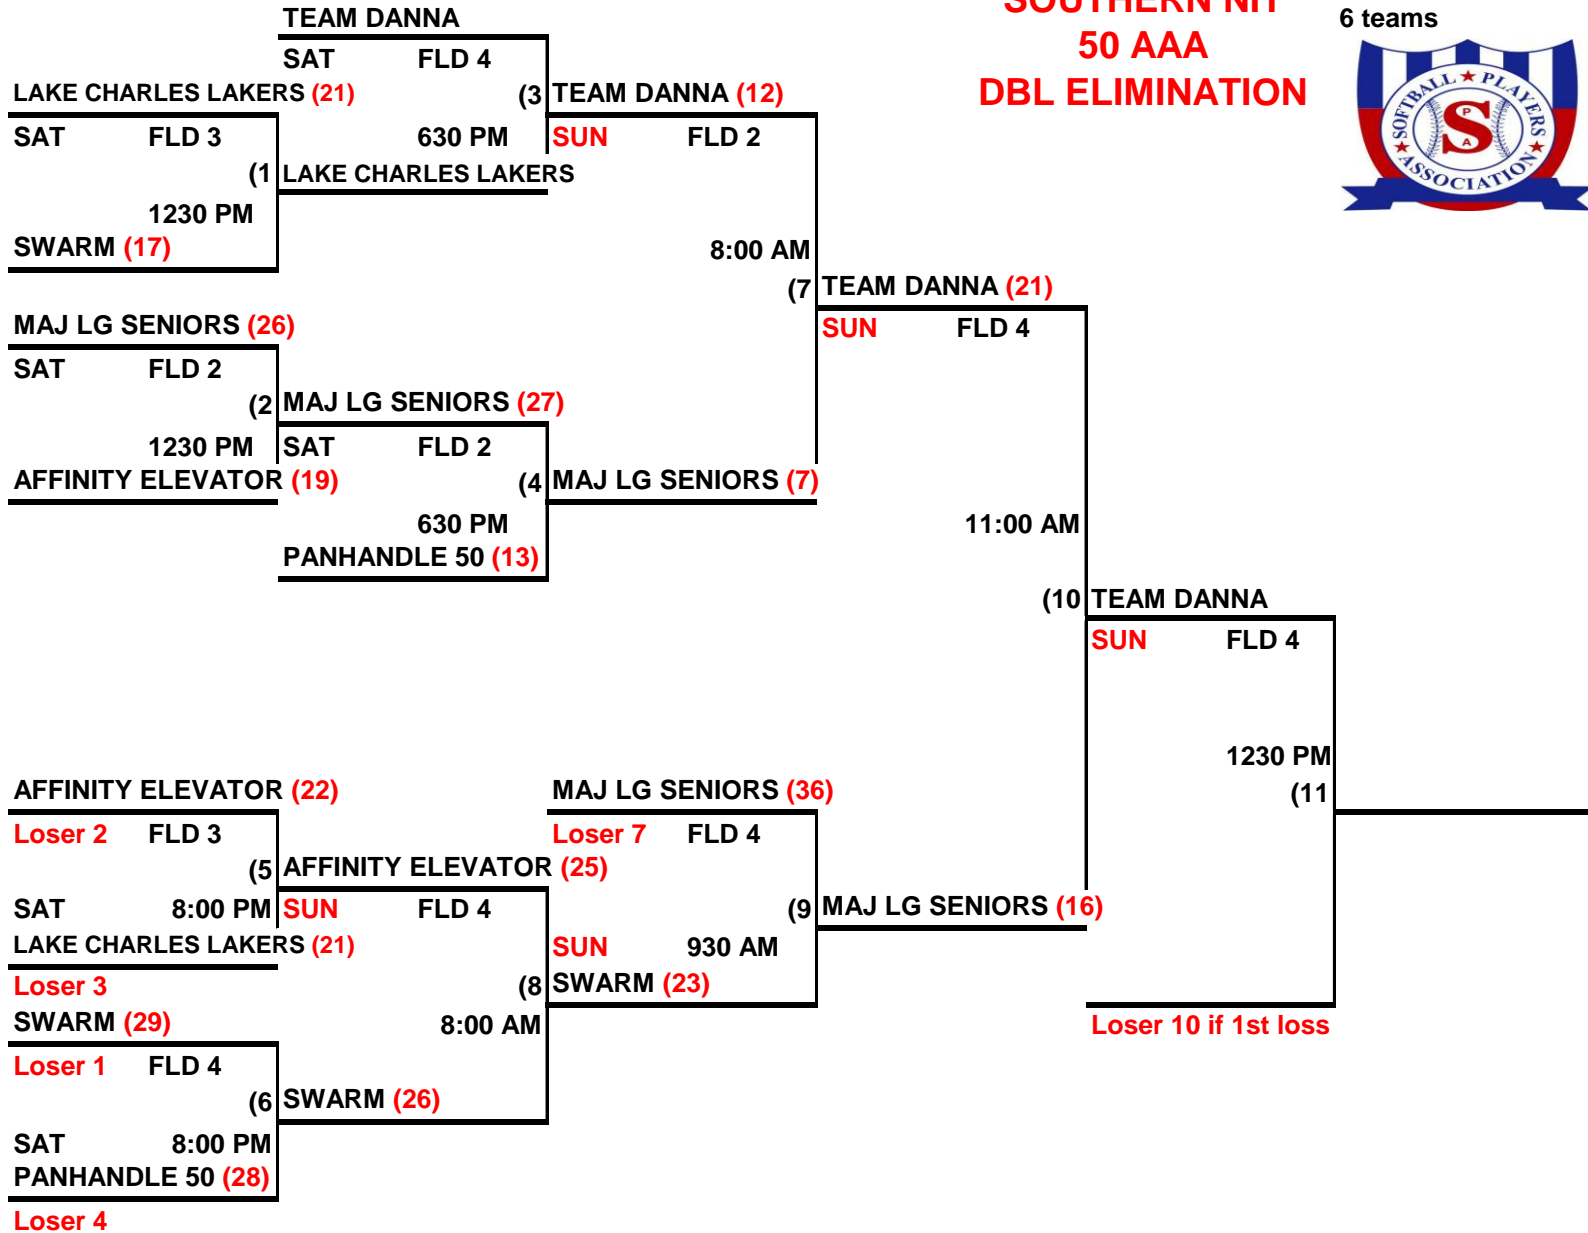 TEAM DANNA
SOUTHERN NIT
6 teams
50 AAA
DBL ELIMINATION
SOFTBALL ★ PLAYERS ★ ASSOCIATION ★
S
P
A
SAT FLD 4
LAKE CHARLES LAKERS (21)
(3 TEAM DANNA (12)
SAT FLD 3
630 PM
SUN FLD 2
(1 LAKE CHARLES LAKERS
1230 PM
SWARM (17)
8:00 AM
(7 TEAM DANNA (21)
MAJ LG SENIORS (26)
SUN FLD 4
SAT FLD 2
(2 MAJ LG SENIORS (27)
1230 PM
SAT FLD 2
AFFINITY ELEVATOR (19)
(4 MAJ LG SENIORS (7)
630 PM
11:00 AM
PANHANDLE 50 (13)
(10 TEAM DANNA
SUN FLD 4
1230 PM
(11
AFFINITY ELEVATOR (22)
MAJ LG SENIORS (36)
Loser 2 FLD 3
Loser 7 FLD 4
(5 AFFINITY ELEVATOR (25)
SAT 8:00 PM
SUN FLD 4
(9 MAJ LG SENIORS (16)
LAKE CHARLES LAKERS (21)
SUN 930 AM
Loser 3
(8 SWARM (23)
SWARM (29)
8:00 AM
Loser 10 if 1st loss
Loser 1 FLD 4
(6 SWARM (26)
SAT 8:00 PM
PANHANDLE 50 (28)
Loser 4